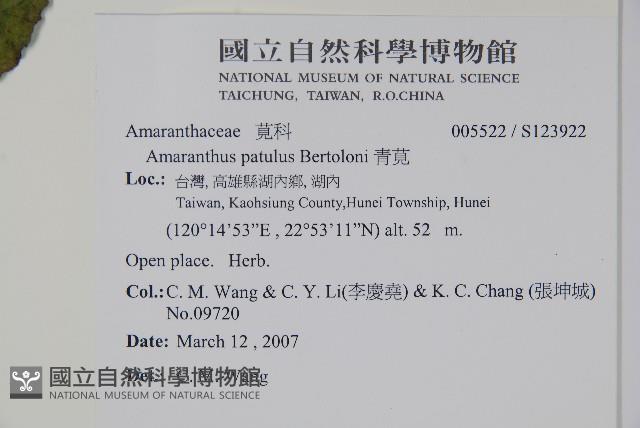 國立自然科學博物館
NATIONAL MUSEUM OF NATURAL SCIENCE
TAICHUNG, TAIWAN, R.O.CHINA
Amaranthaceae 莧科 005522 / S123922
Amaranthus patulus Bertoloni 青莧
Loc.: 台灣, 高雄縣湖內鄉, 湖內
Taiwan, Kaohsiung County,Hunei Township, Hunei
(120°14'53”E , 22°53'11”N) alt. 52 m.
Open place. Herb.
Col.: C. M. Wang & C. Y. Li(李慶堯) & K. C. Chang (張坤城)
No.09720
Date: March 12 , 2007
國立自然科學博物館
NATIONAL MUSEUM OF NATURAL SCIENCE